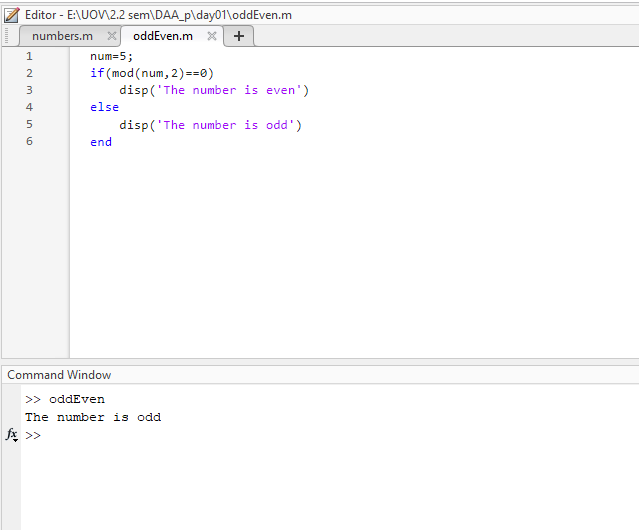 Editor - E:\UOV\2.2 sem\DAA_p\day01\oddEven.m
numbers.m oddEven.m +
1 num=5;
2 if(mod(num,2)==0)
3 disp('The number is even')
4 else
5 disp('The number is odd')
6 end
Command Window
>> oddEven
The number is odd
fx >>